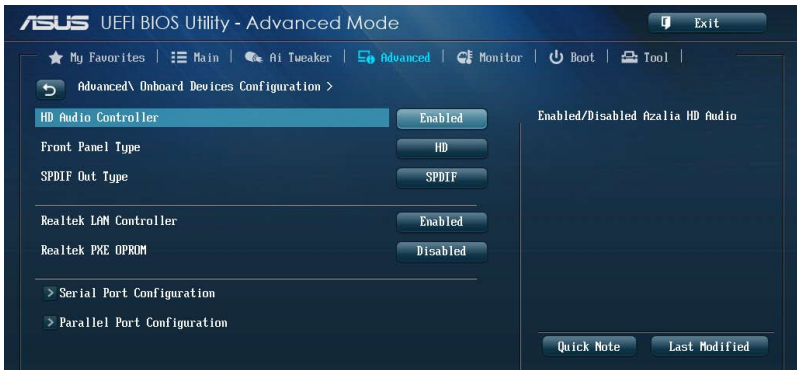 ASUS UEFI BIOS Utility - Advanced Mode
Exit
My Favorites | Main | Ai Tweaker | Advanced | Monitor | Boot | Tool |
Advanced\ Onboard Devices Configuration >
HD Audio Controller Enabled
Enabled/Disabled Azalia HD Audio
Front Panel Type HD
SPDIF Out Type SPDIF
Realtek LAN Controller Enabled
Realtek PXE OPROM Disabled
> Serial Port Configuration
> Parallel Port Configuration
Quick Note Last Modified